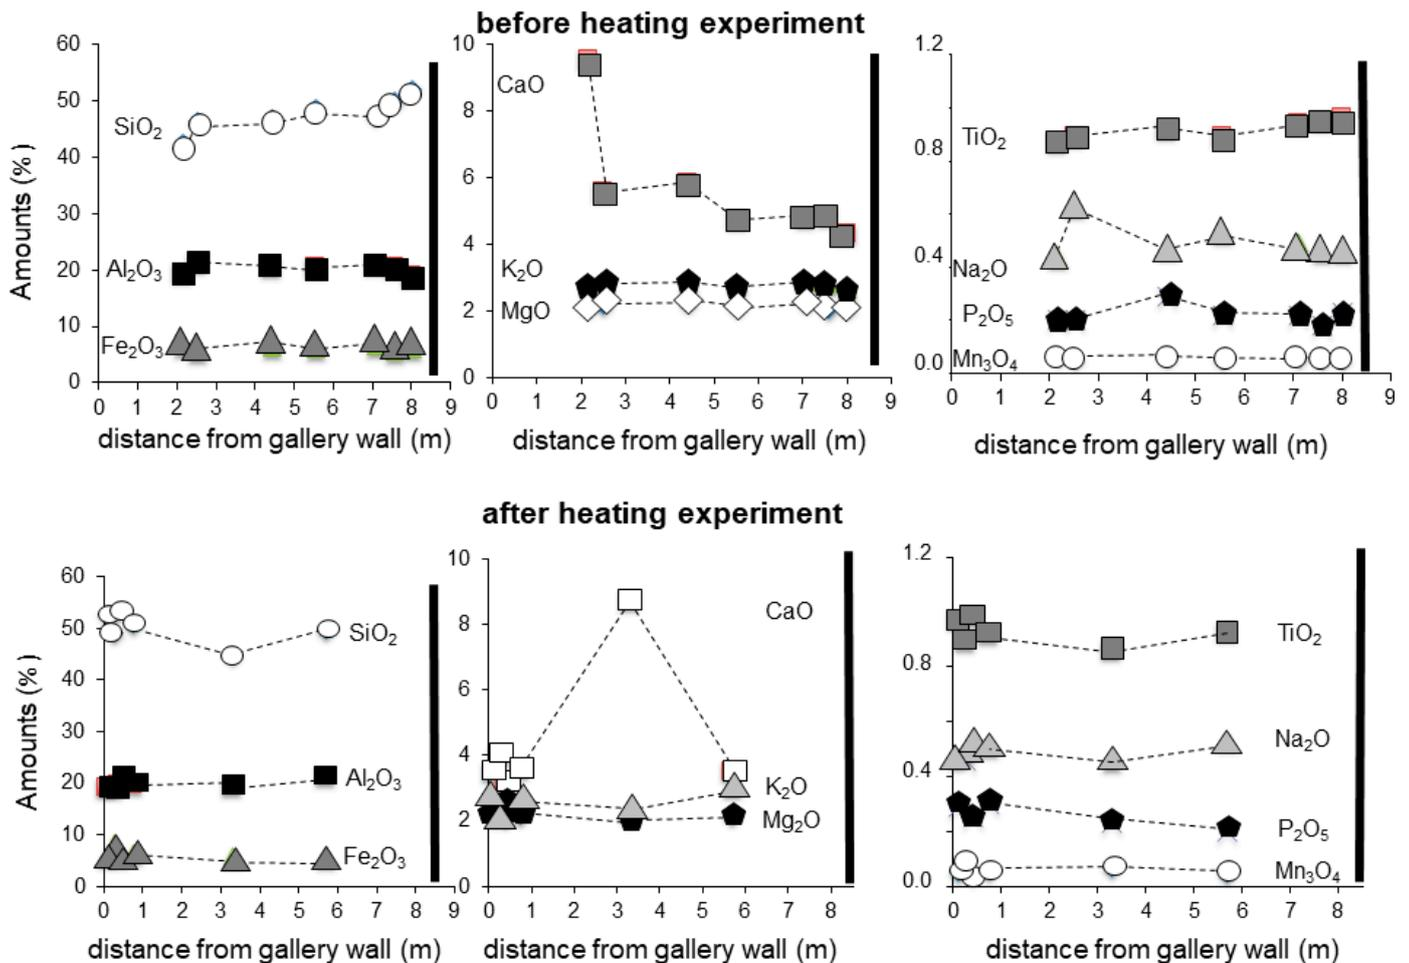 before heating experiment
60
50
40
30
20
10
0
Amounts (%)
SiO2
Al2O3
Fe2O3
0 1 2 3 4 5 6 7 8 9
distance from gallery wall (m)
10
8
6
4
2
0
CaO
K2O
MgO
0 1 2 3 4 5 6 7 8 9
distance from gallery wall (m)
1.2
0.8
0.4
0.0
TiO2
Na2O
P2O5
Mn3O4
0 1 2 3 4 5 6 7 8 9
distance from gallery wall (m)
after heating experiment
60
50
40
30
20
10
0
Amounts (%)
SiO2
Al2O3
Fe2O3
0 1 2 3 4 5 6 7 8 9
distance from gallery wall (m)
10
8
6
4
2
0
CaO
K2O
Mg2O
0 1 2 3 4 5 6 7 8
distance from gallery wall (m)
1.2
0.8
0.4
0.0
TiO2
Na2O
P2O5
Mn3O4
0 1 2 3 4 5 6 7 8
distance from gallery wall (m)